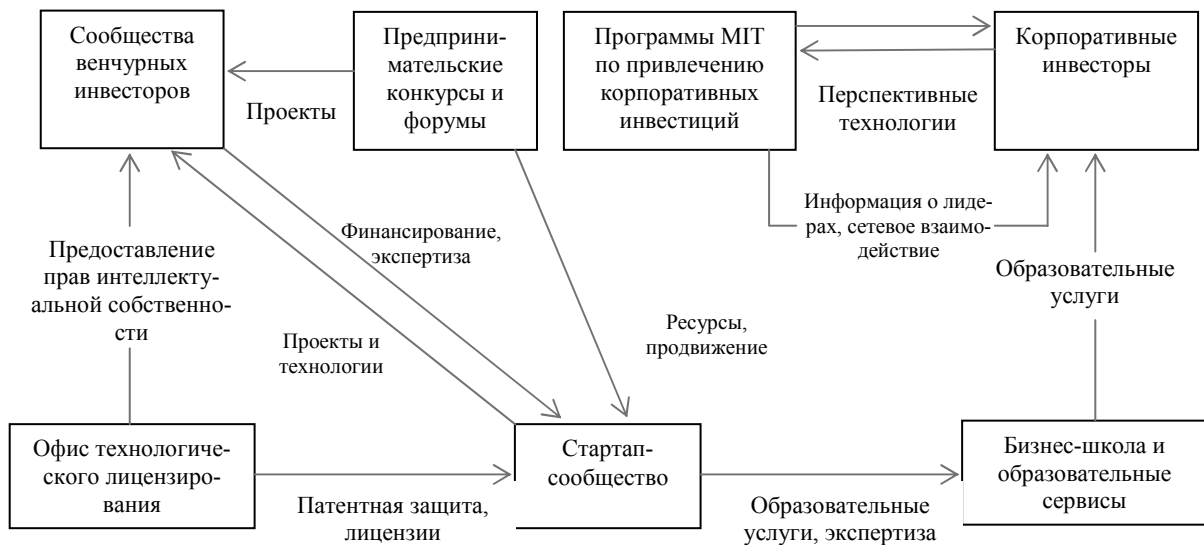 Сообщества
венчурных
инвесторов
Предприни-
мательские
конкурсы и
форумы
Программы MIT
по привлечению
корпоративных
инвестиций
Корпоративные
инвесторы
Проекты
Перспективные
технологии
Информация о лиде-
рах, сетевое взаимо-
действие
Предоставление
прав интеллекту-
альной собственно-
сти
Финансирование,
экспертиза
Образовательные
услуги
Проекты и
технологии
Ресурсы,
продвижение
Офис технологиче-
ского лицензиро-
вания
Стартап-
сообщество
Бизнес-школа и
образовательные
сервисы
Патентная защита,
лицензии
Образовательные
услуги, экспертиза